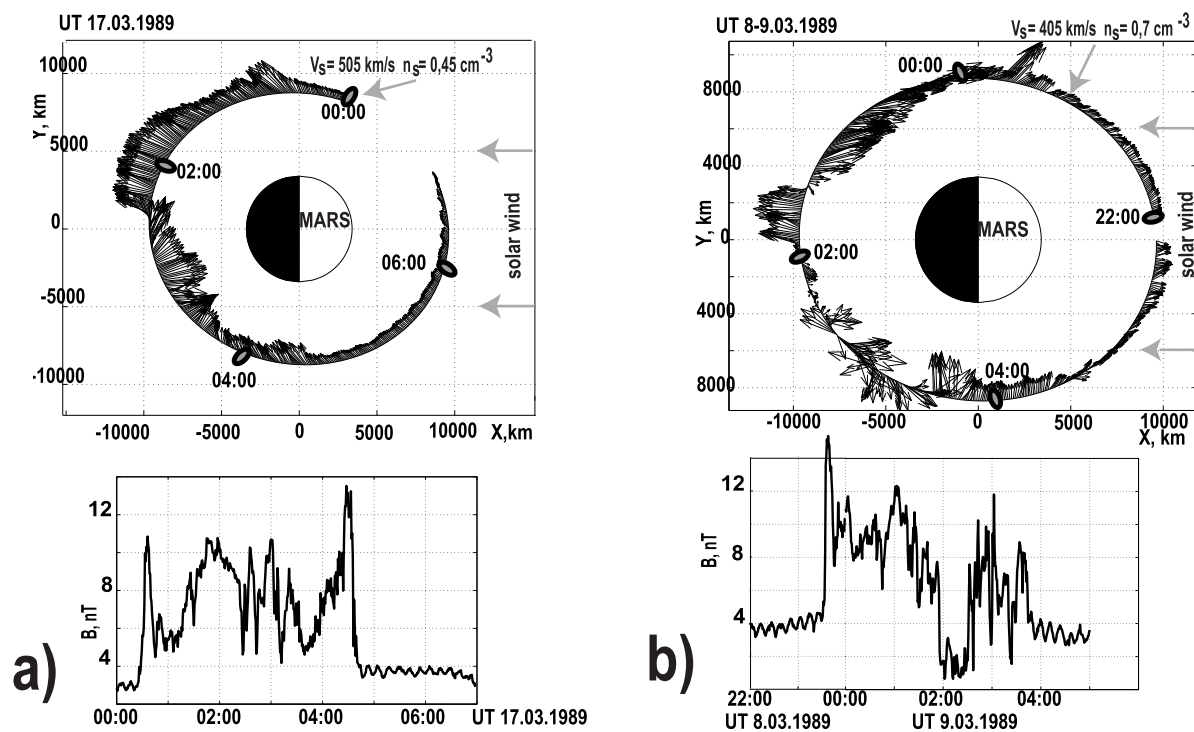 UT 17.03.1989
Vs = 505 km/s ns = 0,45 cm -3
10000
5000
0
-5000
-10000
Y, km
00:00
02:00
MARS
06:00
04:00
solar wind
-10000 -5000 0 5000 10000 X,km
12
8
4
B, nT
a)
00:00 02:00 04:00 06:00
UT 17.03.1989
UT 8-9.03.1989
Vs = 405 km/s ns = 0,7 cm -3
8000
4000
0
4000
8000
Y, km
00:00
22:00
MARS
02:00
04:00
solar wind
-10000 -5000 0 5000 10000
X, km
12
8
4
B, nT
b)
22:00 00:00 02:00 04:00
UT 8.03.1989 UT 9.03.1989